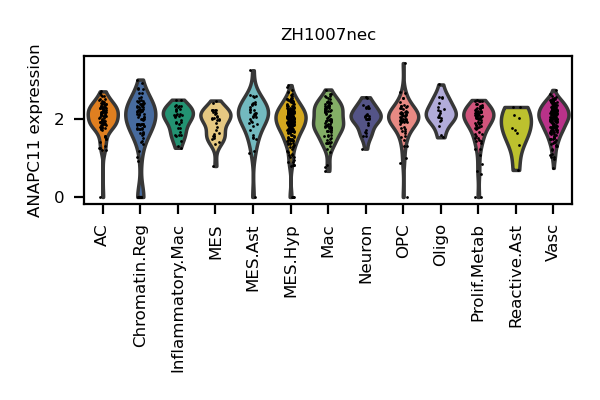 ZH1007nec
ANAPC11 expression
2
0
AC
Chromatin.Reg
Inflammatory.Mac
MES
MES.Ast
MES.Hyp
Mac
Neuron
OPC
Oligo
Prolif.Metab
Reactive.Ast
Vasc